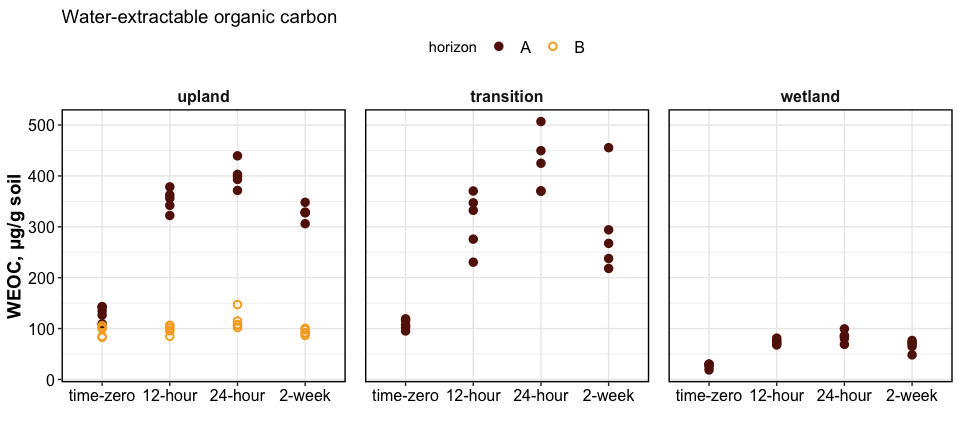 Water-extractable organic carbon
horizon A B
upland transition wetland
WEOC, μg/g soil
500
400
300
200
100
0
time-zero 12-hour 24-hour 2-week time-zero 12-hour 24-hour 2-week time-zero 12-hour 24-hour 2-week